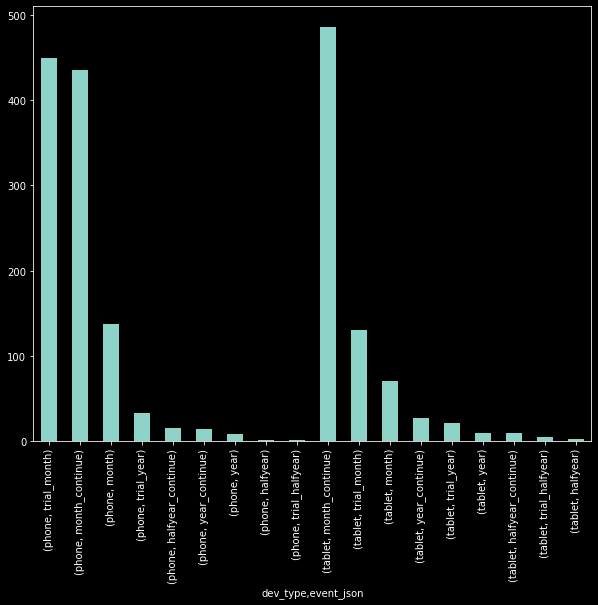 500
400
300
200
100
0
(phone, trial_month)
(phone, month_continue)
(phone, month)
(phone, trial_year)
(phone, halfyear_continue)
(phone, year_continue)
(phone, year)
(phone, halfyear)
(phone, trial_halfyear)
(tablet, month_continue)
(tablet, trial_month)
(tablet, month)
(tablet, year_continue)
(tablet, trial_year)
(tablet, year)
(tablet, halfyear_continue)
(tablet, trial_halfyear)
(tablet, halfyear)
dev_type,event_json